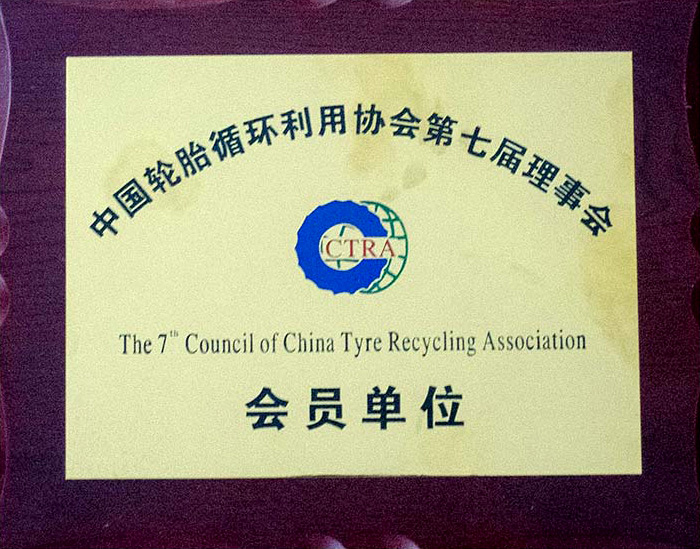 中国轮胎循环利用协会第七届理事会
CTRA
The 7th Council of China Tyre Recycling Association
会员单位